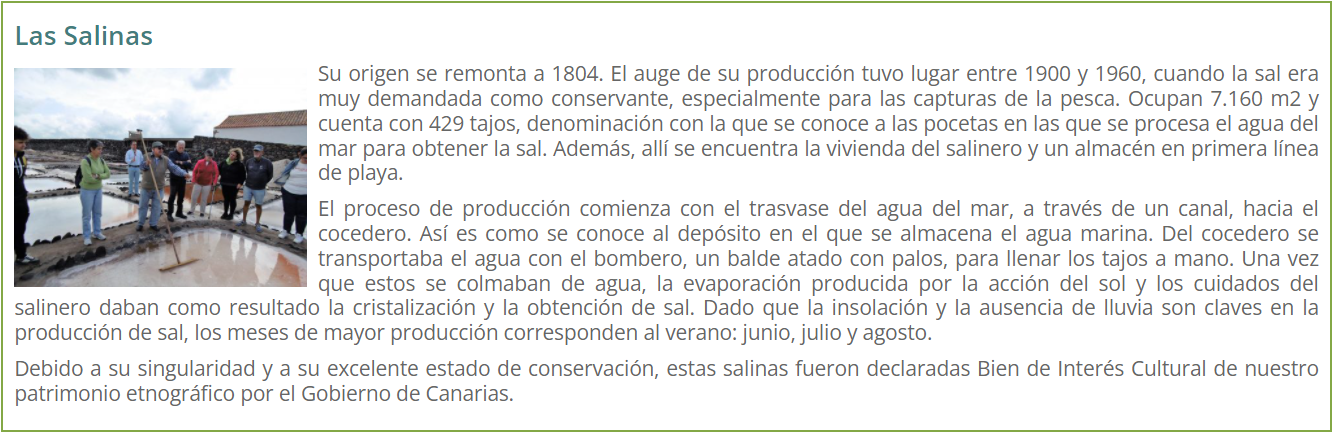 Las Salinas
Su origen se remonta a 1804. El auge de su producción tuvo lugar entre 1900 y 1960, cuando la sal era
muy demandada como conservante, especialmente para las capturas de la pesca. Ocupan 7.160 m2 y
cuenta con 429 tajos, denominación con la que se conoce a las pocetas en las que se procesa el agua del
mar para obtener la sal. Además, allí se encuentra la vivienda del salinero y un almacén en primera línea
de playa.
El proceso de producción comienza con el trasvase del agua del mar, a través de un canal, hacia el
cocedero. Así es como se conoce al depósito en el que se almacena el agua marina. Del cocedero se
transportaba el agua con el bombero, un balde atado con palos, para llenar los tajos a mano. Una vez
que estos se colmaban de agua, la evaporación producida por la acción del sol y los cuidados del
salinero daban como resultado la cristalización y la obtención de sal. Dado que la insolación y la ausencia de lluvia son claves en la
producción de sal, los meses de mayor producción corresponden al verano: junio, julio y agosto.
Debido a su singularidad y a su excelente estado de conservación, estas salinas fueron declaradas Bien de Interés Cultural de nuestro
patrimonio etnográfico por el Gobierno de Canarias.